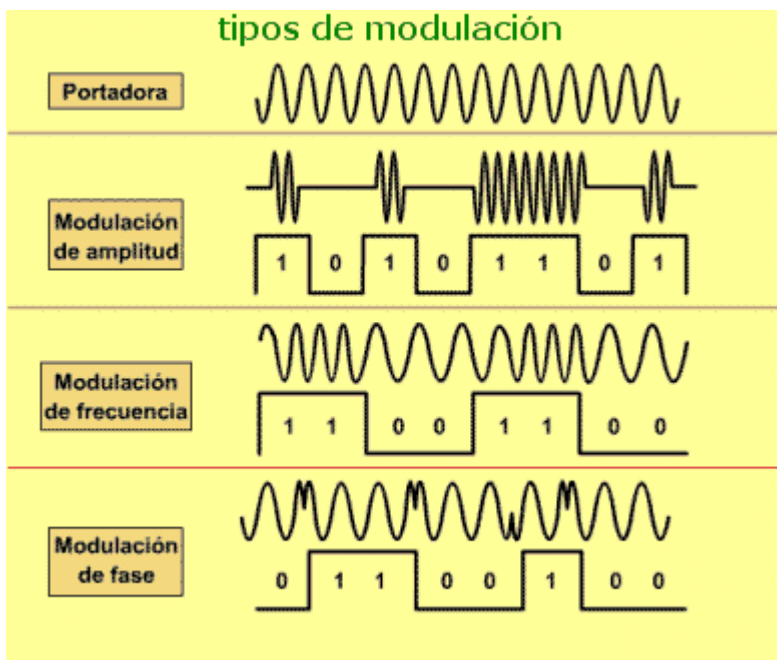 tipos de modulación
Portadora
Modulación
de amplitud
1 0 1 0 1 1 0 1
Modulación
de frecuencia
1 1 0 0 1 1 0 0
Modulación
de fase
0 1 1 0 0 1 0 0